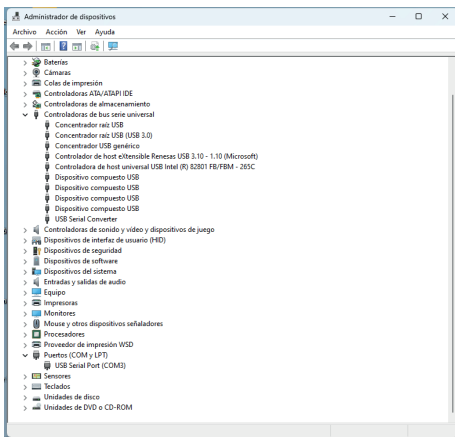 Administrador de dispositivos
Archivo Acción Ver Ayuda
Baterías
Cámaras
Colas de impresión
Controladoras ATA/ATAPI IDE
Controladoras de almacenamiento
Controladoras de bus serie universal
Concentrador raíz USB
Concentrador raíz USB (USB 3.0)
Concentrador USB genérico
Controlador de host eXtensible Renesas USB 3.10 - 1.10 (Microsoft)
Controladora de host universal USB Intel (R) 82801 FB/FBM - 265C
Dispositivo compuesto USB
Dispositivo compuesto USB
Dispositivo compuesto USB
Dispositivo compuesto USB
USB Serial Converter
Controladoras de sonido y vídeo y dispositivos de juego
Dispositivos de interfaz de usuario (HID)
Dispositivos de seguridad
Dispositivos de software
Dispositivos del sistema
Entradas y salidas de audio
Equipo
Impresoras
Monitores
Mouse y otros dispositivos señaladores
Procesadores
Proveedor de impresión WSD
Puertos (COM y LPT)
USB Serial Port (COM3)
Sensores
Teclados
Unidades de disco
Unidades de DVD o CD-ROM